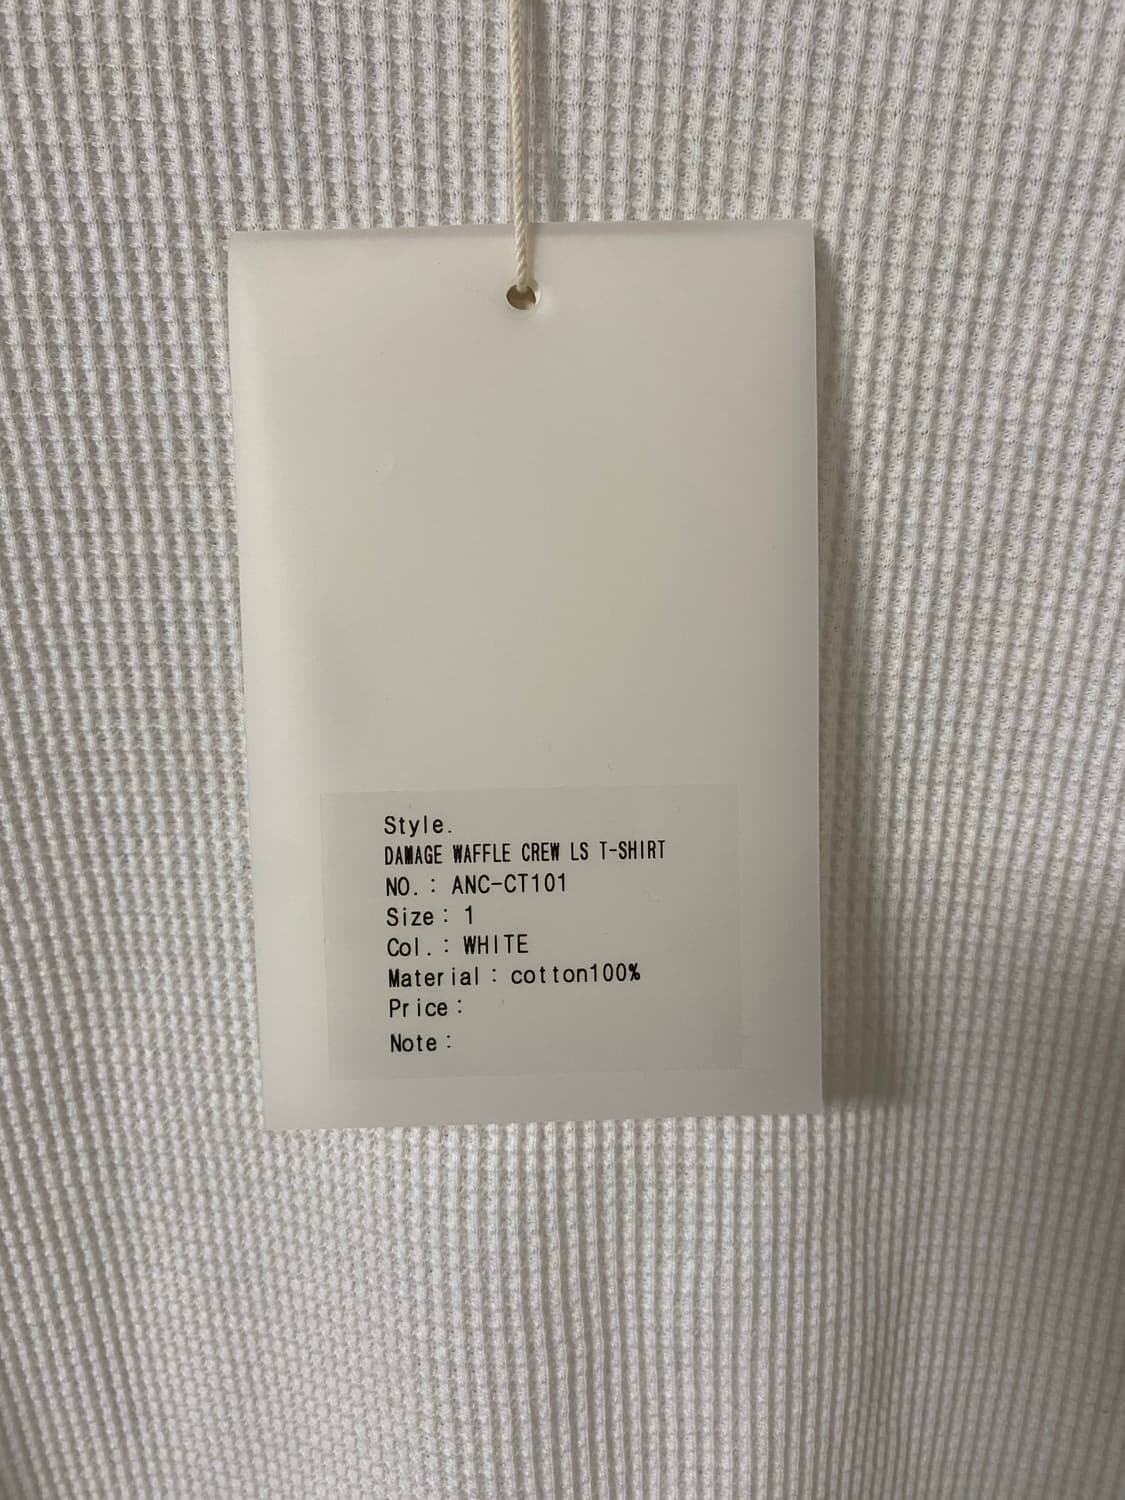 Style.
DAMAGE WAFFLE CREW LS T-SHIRT
NO.: ANC-CT101
Size: 1
Col.: WHITE
Material: cotton100%
Price:
Note: